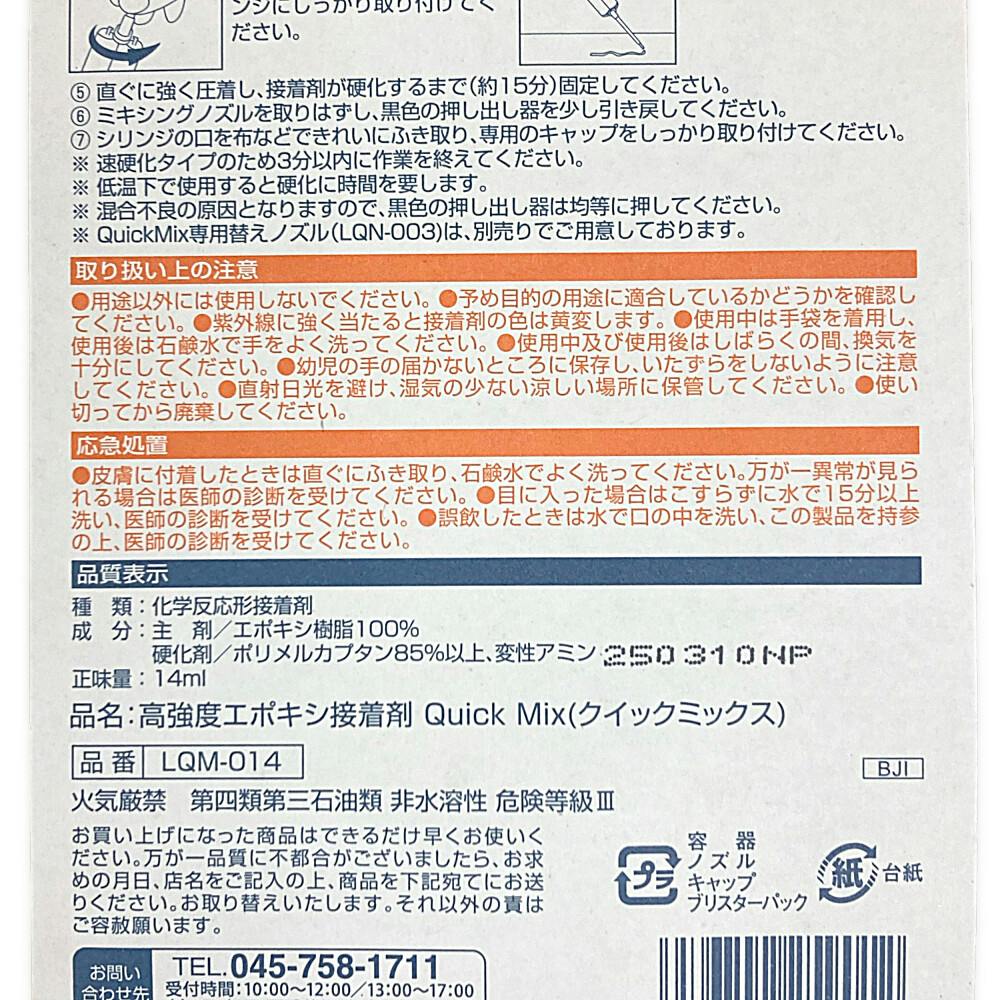 ンジにしっかり取り付けてく
ださい。
⑤ 直ぐに強く圧着し、接着剤が硬化するまで(約15分)固定してください。
⑥ ミキシングノズルを取りはずし、黒色の押し出し器を少し引き戻してください。
⑦ シリンジの口を布などできれいにふき取り、専用のキャップをしっかり取り付けてください。
※ 速硬化タイプのため3分以内に作業を終えてください。
※ 低温下で使用すると硬化に時間を要します。
※ 混合不良の原因となりますので、黒色の押し出し器は均等に押してください。
※ QuickMix専用替えノズル(LQN-003)は、別売りでご用意しております。
取り扱い上の注意
●用途以外には使用しないでください。●予め目的の用途に適合しているかどうかを確認し
てください。●紫外線に強く当たると接着剤の色は黄変します。●使用中は手袋を着用し、
使用後は石鹸水で手をよく洗ってください。●使用中及び使用後はしばらくの間、換気を
十分にしてください。●幼児の手の届かないところに保存し、いたずらをしないように注意
してください。●直射日光を避け、湿気の少ない涼しい場所に保管してください。●使い
切ってから廃棄してください。
応急処置
●皮膚に付着したときは直ぐにふき取り、石鹸水でよく洗ってください。万が一異常が見ら
れる場合は医師の診断を受けてください。●目に入った場合はこすらずに水で15分以上
洗い、医師の診断を受けてください。●誤飲したときは水で口の中を洗い、この製品を持参
の上、医師の診断を受けてください。
品質表示
種 類:化学反応形接着剤
成 分:主 剤/エポキシ樹脂100%
硬化剤/ポリメルカプタン85%以上、変性アミン 250310NP
正味量:14ml
品名:高強度エポキシ接着剤 Quick Mix(クイックミックス)
品番 LQM-014
BJI
火気厳禁 第四類第三石油類 非水溶性 危険等級Ⅲ
お買い上げになった商品はできるだけ早くお使いく
ださい。万が一品質に不都合がございましたら、お求
めの月日、店名をご記入の上、商品を下記宛てにお送
りください。お取り替えいたします。それ以外の責は
ご容赦願います。
プラ
容 器
ノズル
キャップ
ブリスターパック
紙 台紙
お問い
合わせ先
TEL.045-758-1711
受付時間:10:00~12:00/13:00~17:00